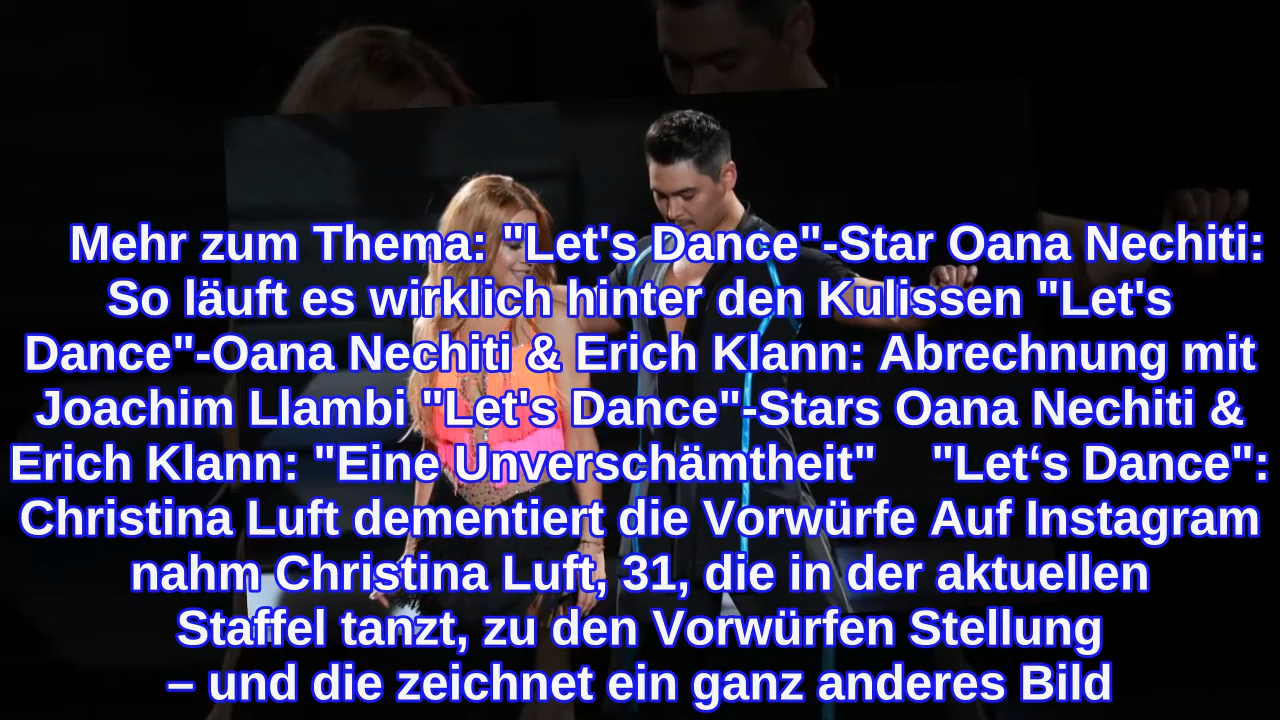 Mehr zum Thema: "Let's Dance"-Star Oana Nechiti:
So läuft es wirklich hinter den Kulissen "Let's
Dance"-Oana Nechiti & Erich Klann: Abrechnung mit
Joachim Llambi "Let's Dance"-Stars Oana Nechiti &
Erich Klann: "Eine Unverschämtheit" "Let‘s Dance":
Christina Luft dementiert die Vorwürfe Auf Instagram
nahm Christina Luft, 31, die in der aktuellen
Staffel tanzt, zu den Vorwürfen Stellung
– und die zeichnet ein ganz anderes Bild